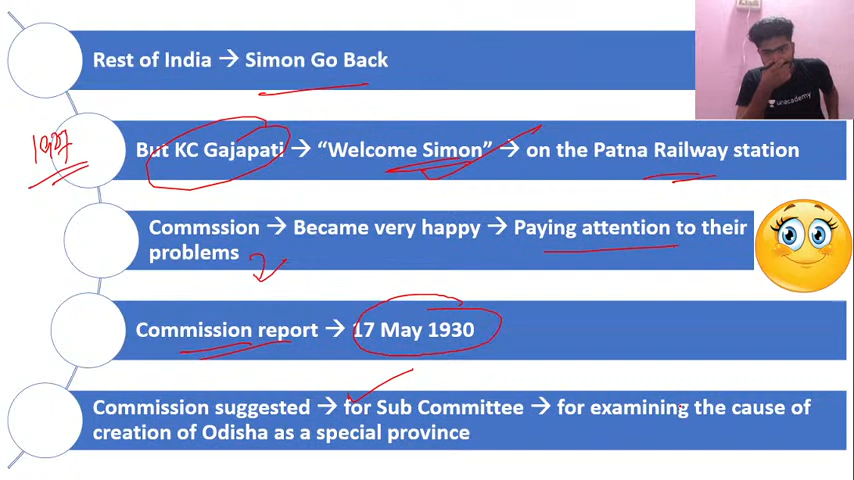 Rest of India → Simon Go Back
unacademy
But KC Gajapati → “Welcome Simon” → on the Patna Railway station
Commssion → Became very happy → Paying attention to their
problems
Commission report → 17 May 1930
Commission suggested → for Sub Committee → for examining the cause of
creation of Odisha as a special province